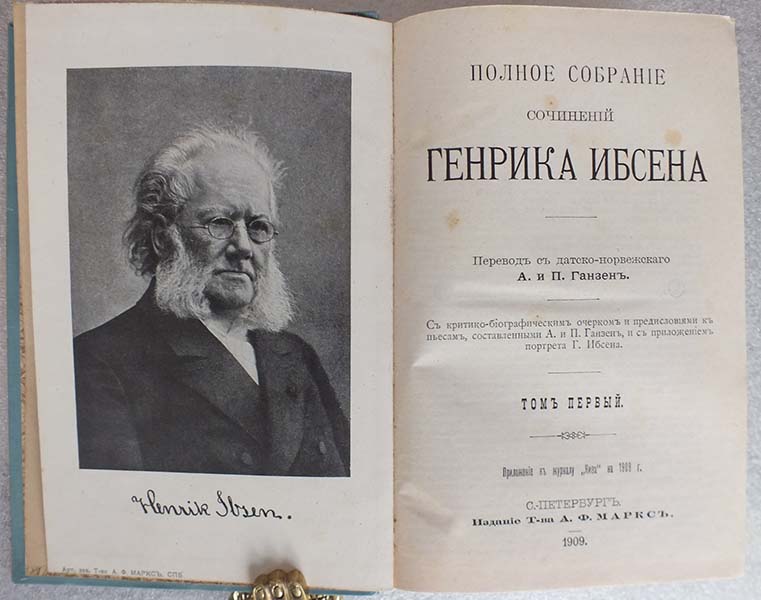 Henrik Ibsen.
Авт. зав. Т-ва А. Ф. МАРКСЪ, СПБ.
ПОЛНОЕ СОБРАНІЕ
СОЧИНЕНІЙ
ГЕНРИКА ИБСЕНА
Переводъ съ датско-норвежскаго
А. и П. Ганзенъ.
Съ критико-біографическимъ очеркомъ и предисловіями къ
пьесамъ, составленными А. и П. Ганзенъ, и съ приложеніемъ
портрета Г. Ибсена.
ТОМЪ ПЕРВЫЙ.
Приложеніе къ журналу „Нива" на 1909 г.
С.-ПЕТЕРБУРГЪ.
Изданіе Т-ва А. Ф. МАРКСЪ.
1909.